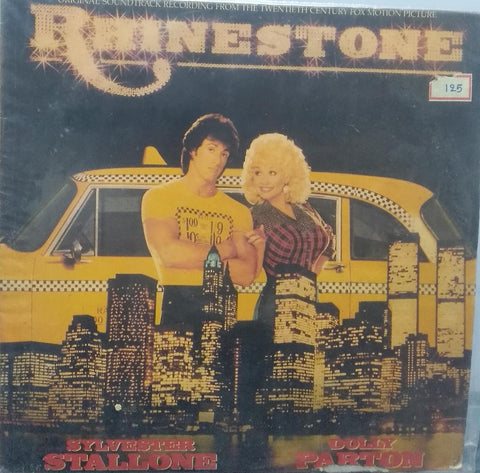 ORIGINAL SOUNDTRACK RECORDING FROM THE TWENTIETH CENTURY FOX MOTION PICTURE
RHINESTONE
125
SYLVESTER
STALLONE
DOLLY
PARTON